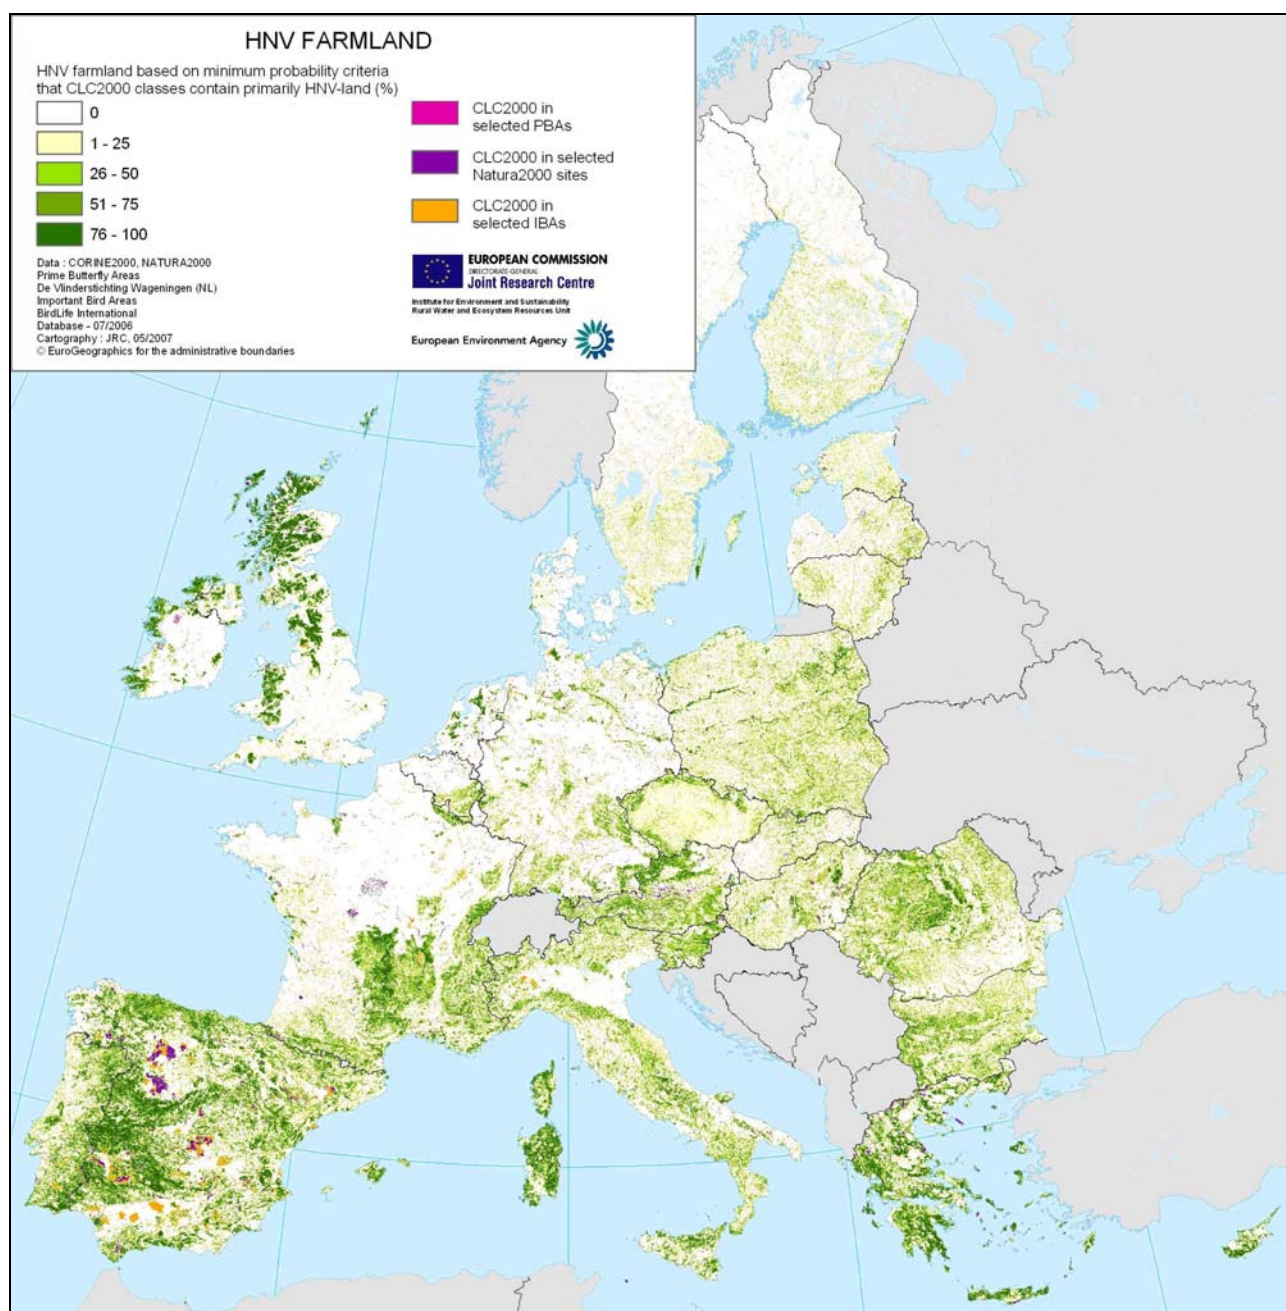 HNV FARMLAND
HNV farmland based on minimum probability criteria
that CLC2000 classes contain primarily HNV-land (%)
0
1 - 25
26 - 50
51 - 75
76 - 100
CLC2000 in
selected PBAs
CLC2000 in selected
Natura2000 sites
CLC2000 in
selected IBAs
Data : CORINE2000, NATURA2000
Prime Butterfly Areas
De Vlinderstichting Wageningen (NL)
Important Bird Areas
BirdLife International
Database - 07/2006
Cartography : JRC, 05/2007
© EuroGeographics for the administrative boundaries
EUROPEAN COMMISSION
DIRECTORATE-GENERAL
Joint Research Centre
Institute for Environment and Sustainability
Rural Water and Ecosystem Resources Unit
European Environment Agency